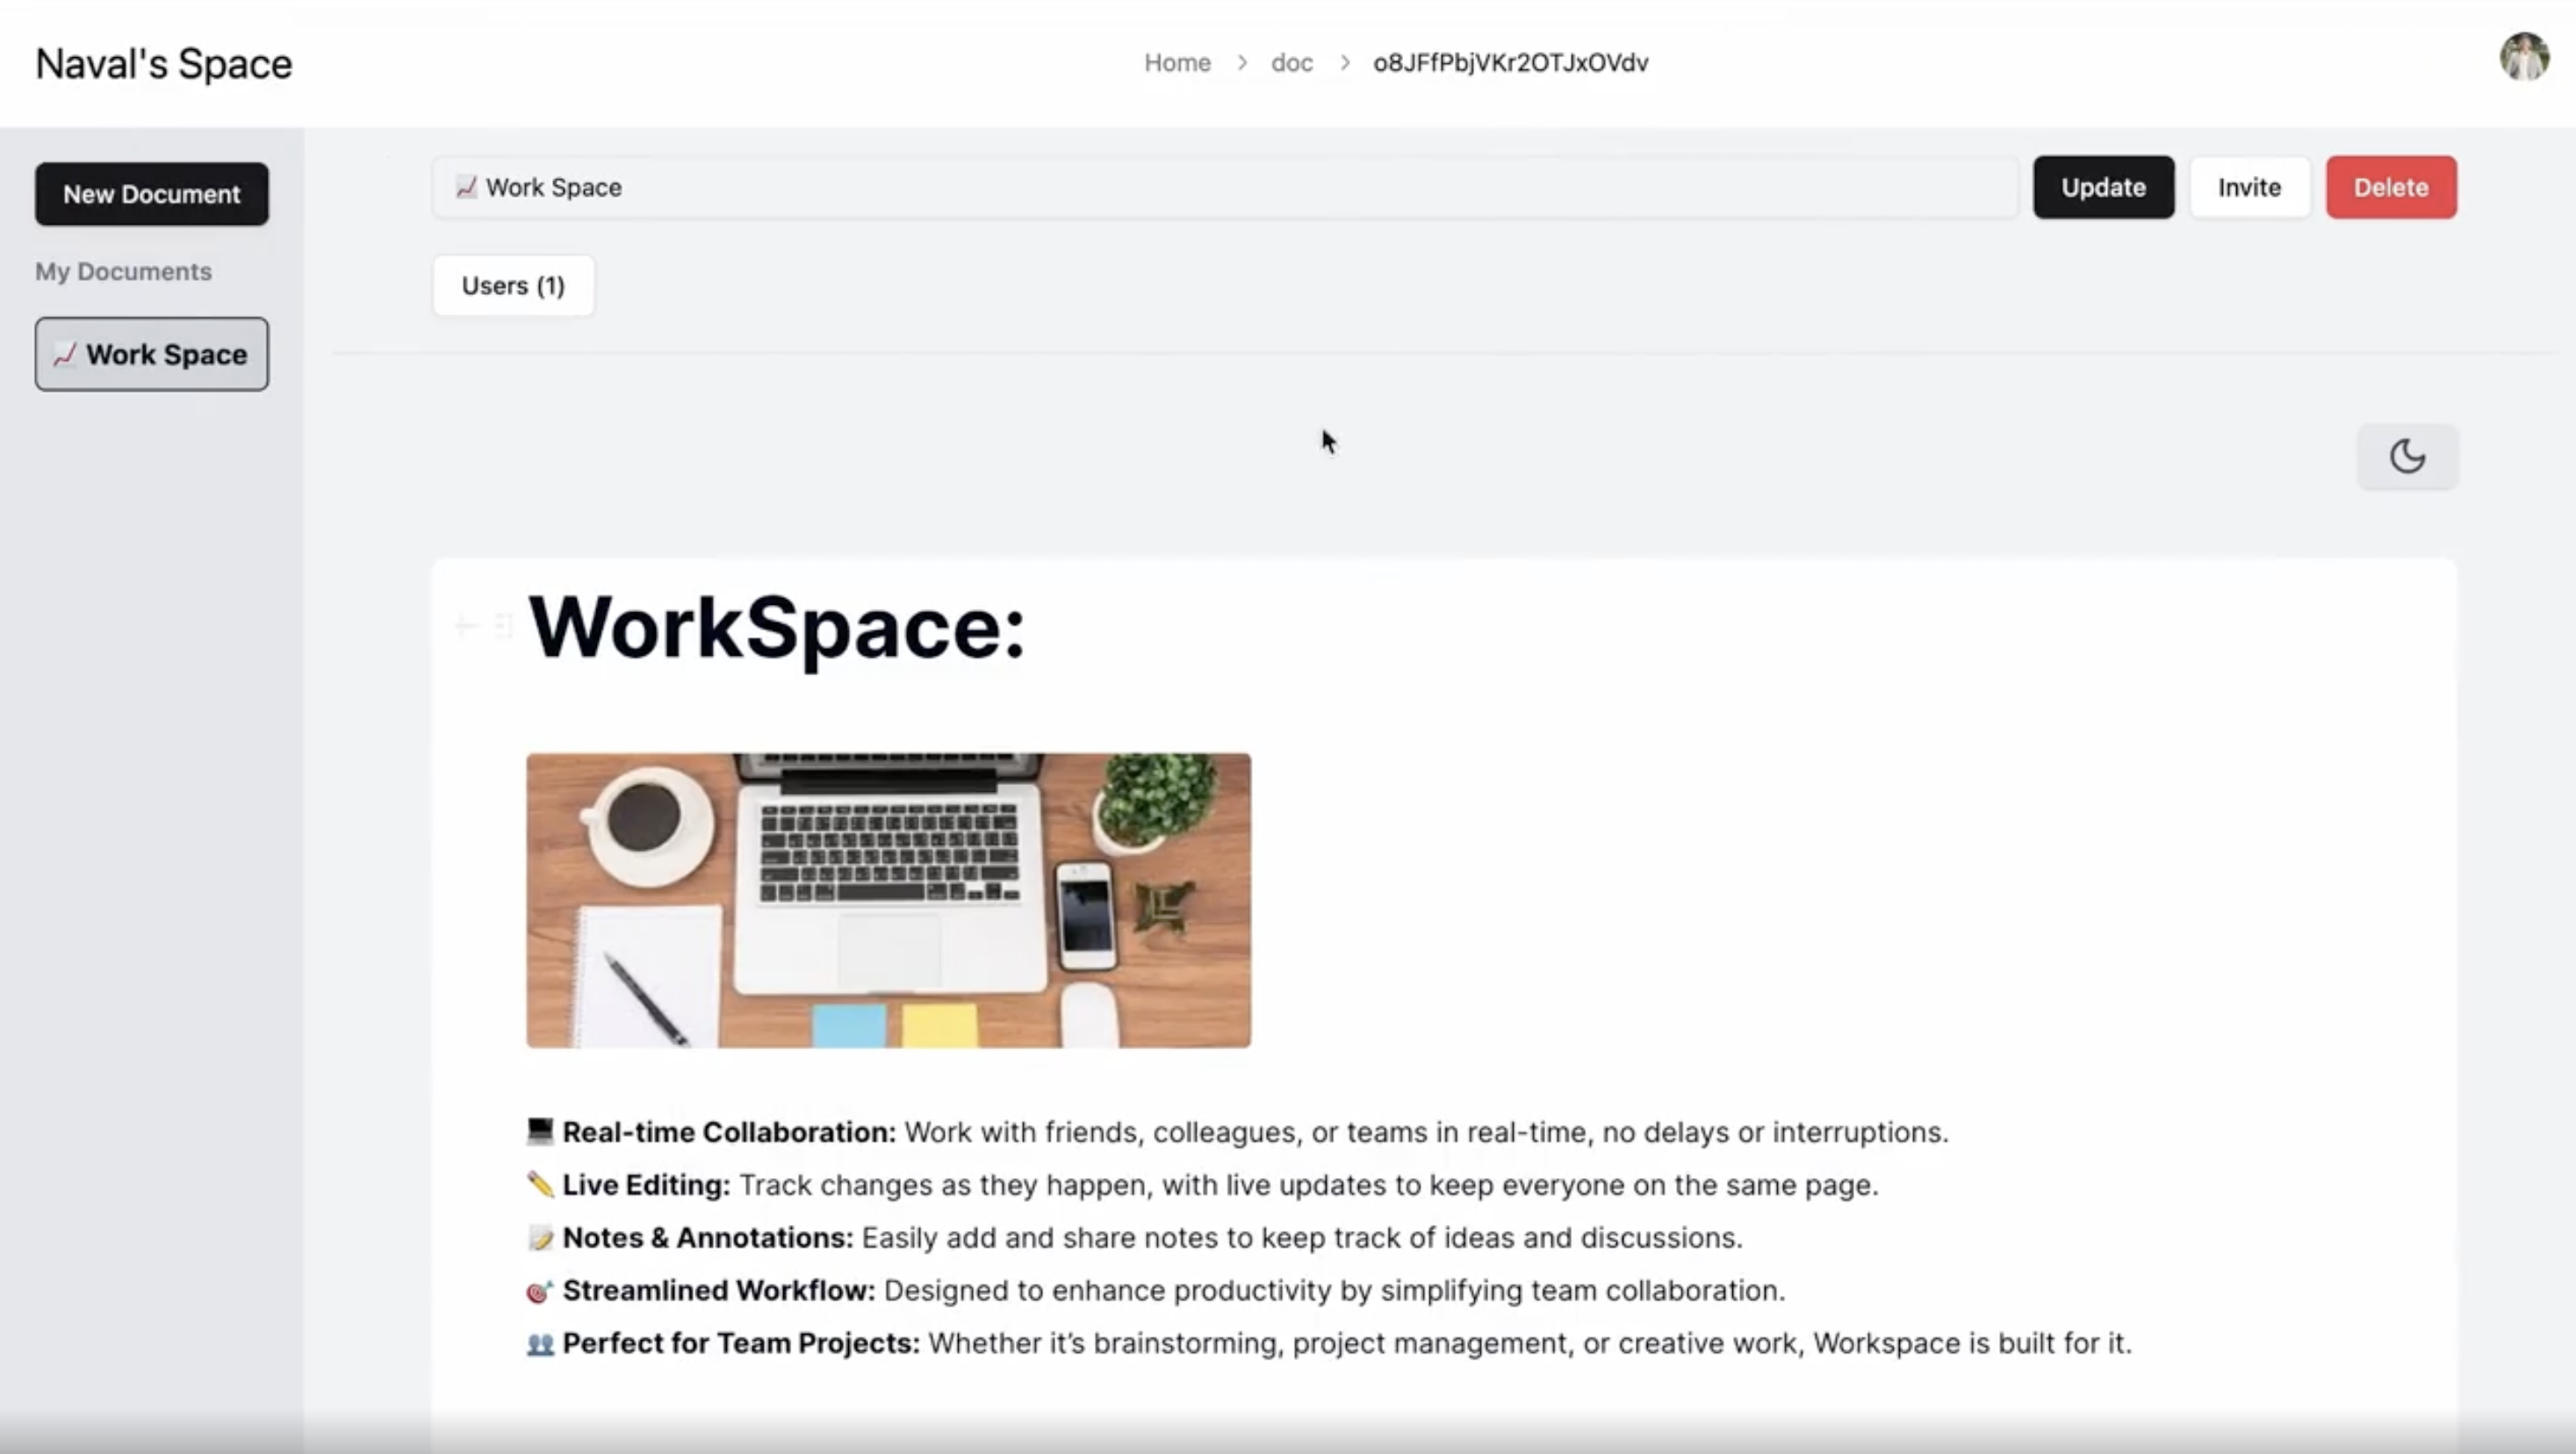 Naval's Space
Home > doc > o8JFfPbjVKr2OTJxOVdv
New Document
My Documents
📈 Work Space
📈 Work Space
Update
Invite
Delete
Users (1)
WorkSpace:
💻 Real-time Collaboration: Work with friends, colleagues, or teams in real-time, no delays or interruptions.
✏️ Live Editing: Track changes as they happen, with live updates to keep everyone on the same page.
📝 Notes & Annotations: Easily add and share notes to keep track of ideas and discussions.
🎯 Streamlined Workflow: Designed to enhance productivity by simplifying team collaboration.
👥 Perfect for Team Projects: Whether it’s brainstorming, project management, or creative work, Workspace is built for it.